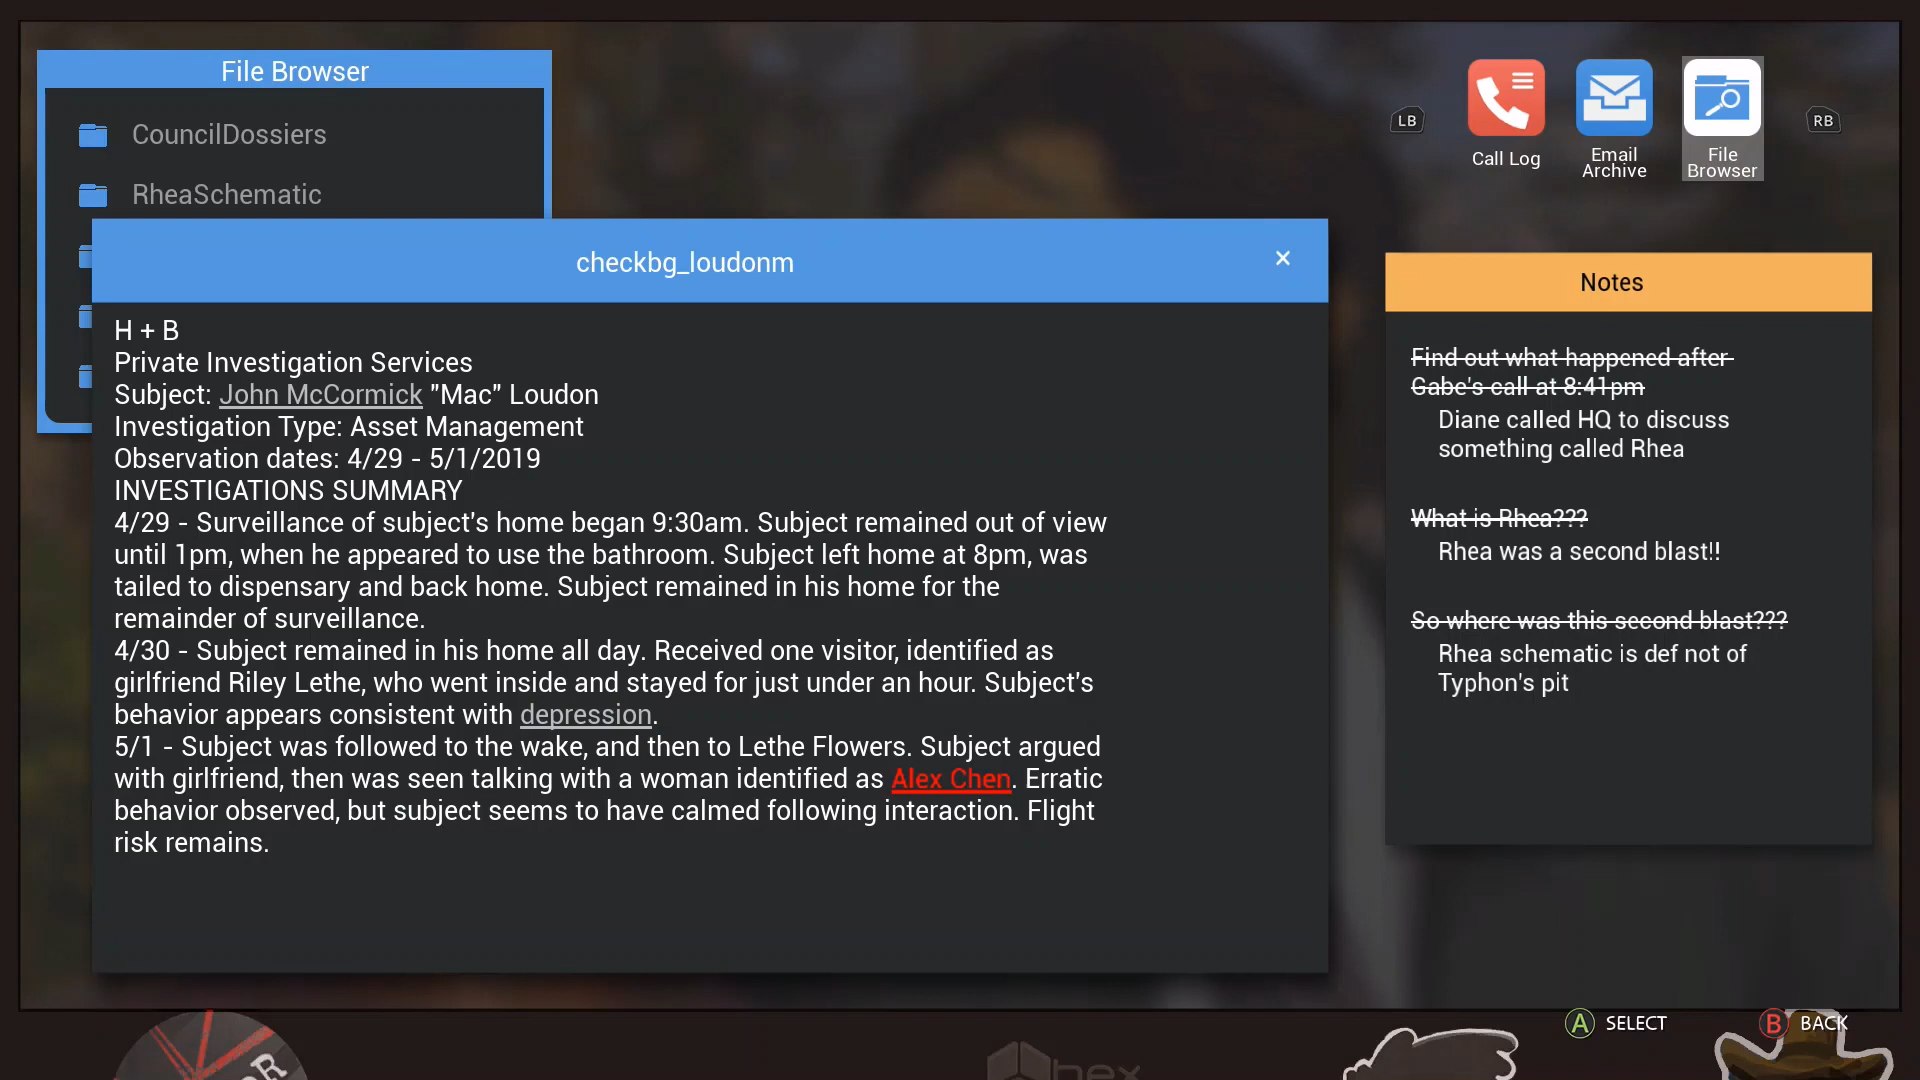 File Browser
CouncilDossiers
RheaSchematic
LB
Call Log
Email
Archive
File
Browser
RB
checkbg_loudonm
×
H + B
Private Investigation Services
Subject: John McCormick "Mac" Loudon
Investigation Type: Asset Management
Observation dates: 4/29 - 5/1/2019
INVESTIGATIONS SUMMARY
4/29 - Surveillance of subject's home began 9:30am. Subject remained out of view
until 1pm, when he appeared to use the bathroom. Subject left home at 8pm, was
tailed to dispensary and back home. Subject remained in his home for the
remainder of surveillance.
4/30 - Subject remained in his home all day. Received one visitor, identified as
girlfriend Riley Lethe, who went inside and stayed for just under an hour. Subject's
behavior appears consistent with depression.
5/1 - Subject was followed to the wake, and then to Lethe Flowers. Subject argued
with girlfriend, then was seen talking with a woman identified as Alex Chen. Erratic
behavior observed, but subject seems to have calmed following interaction. Flight
risk remains.
Notes
Find out what happened after
Gabe's call at 8:41pm
Diane called HQ to discuss
something called Rhea
What is Rhea???
Rhea was a second blast!!
So where was this second blast???
Rhea schematic is def not of
Typhon's pit
A SELECT
B BACK
hex